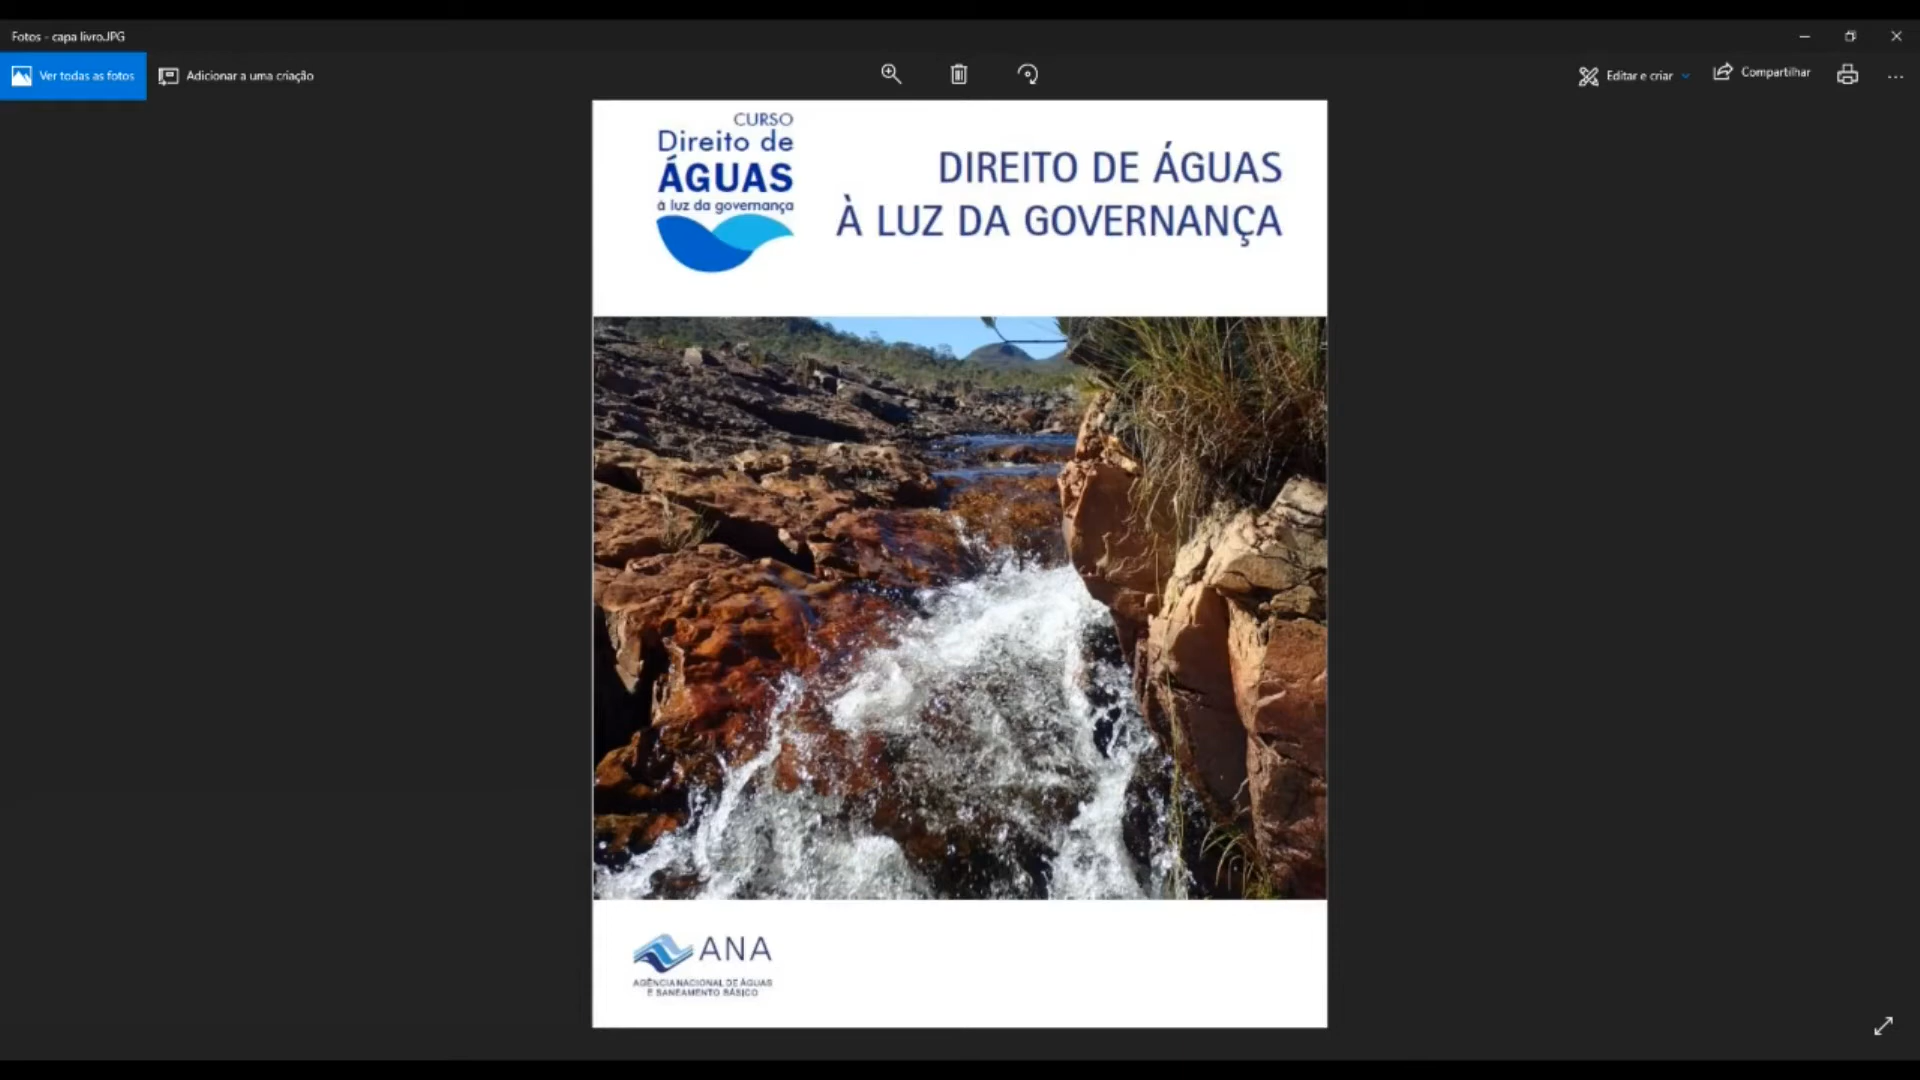 Fotos - capa livro.JPG
Ver todas as fotos
Adicionar a uma criação
Editar e criar
Compartilhar
CURSO
Direito de
ÁGUAS
à luz da governança
DIREITO DE ÁGUAS
À LUZ DA GOVERNANÇA
ANA
AGÊNCIA NACIONAL DE ÁGUAS
E SANEAMENTO BÁSICO